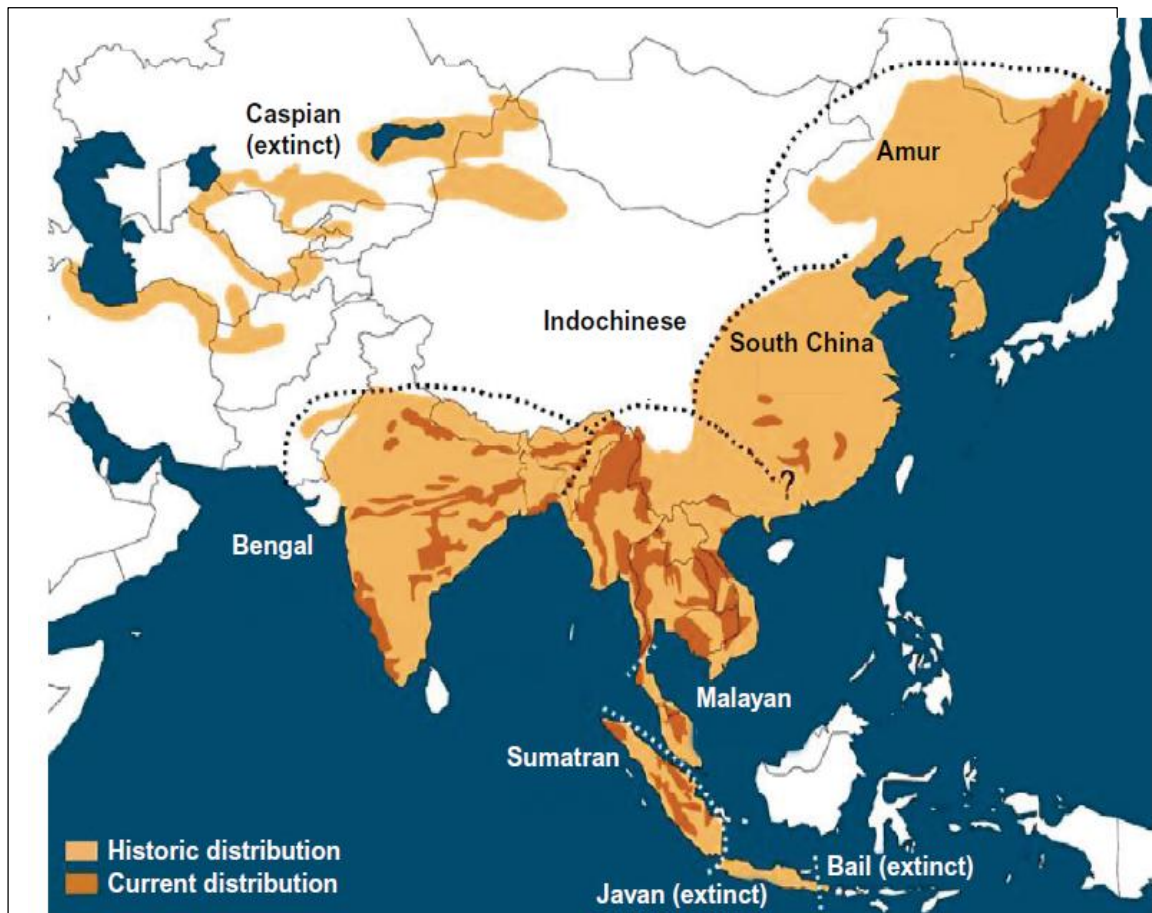 Caspian
(extinct)
Amur
Indochinese
South China
?
Bengal
Malayan
Sumatran
Historic distribution
Current distribution
Bail (extinct)
Javan (extinct)